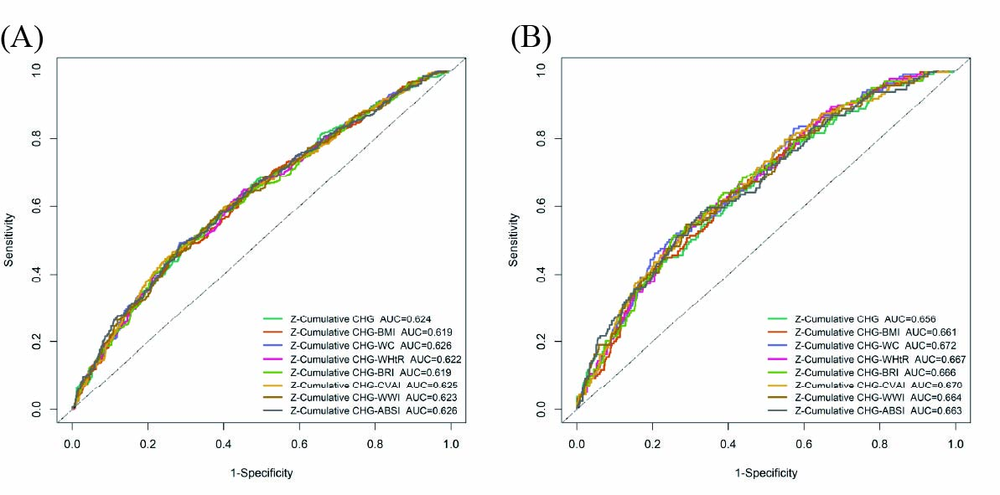 (A)
Sensitivity
1.0
0.8
0.6
0.4
0.2
0.0
Z-Cumulative CHG AUC=0.624
Z-Cumulative CHG-BMI AUC=0.619
Z-Cumulative CHG-WC AUC=0.626
Z-Cumulative CHG-WHtR AUC=0.622
Z-Cumulative CHG-BRI AUC=0.619
Z-Cumulative CHG-CVAI AUC=0.625
Z-Cumulative CHG-WWI AUC=0.623
Z-Cumulative CHG-ABSI AUC=0.626
0.0 0.2 0.4 0.6 0.8 1.0
1-Specificity
(B)
Sensitivity
1.0
0.8
0.6
0.4
0.2
0.0
Z-Cumulative CHG AUC=0.656
Z-Cumulative CHG-BMI AUC=0.661
Z-Cumulative CHG-WC AUC=0.672
Z-Cumulative CHG-WHtR AUC=0.667
Z-Cumulative CHG-BRI AUC=0.666
Z-Cumulative CHG-CVAI AUC=0.670
Z-Cumulative CHG-WWI AUC=0.664
Z-Cumulative CHG-ABSI AUC=0.663
0.0 0.2 0.4 0.6 0.8 1.0
1-Specificity